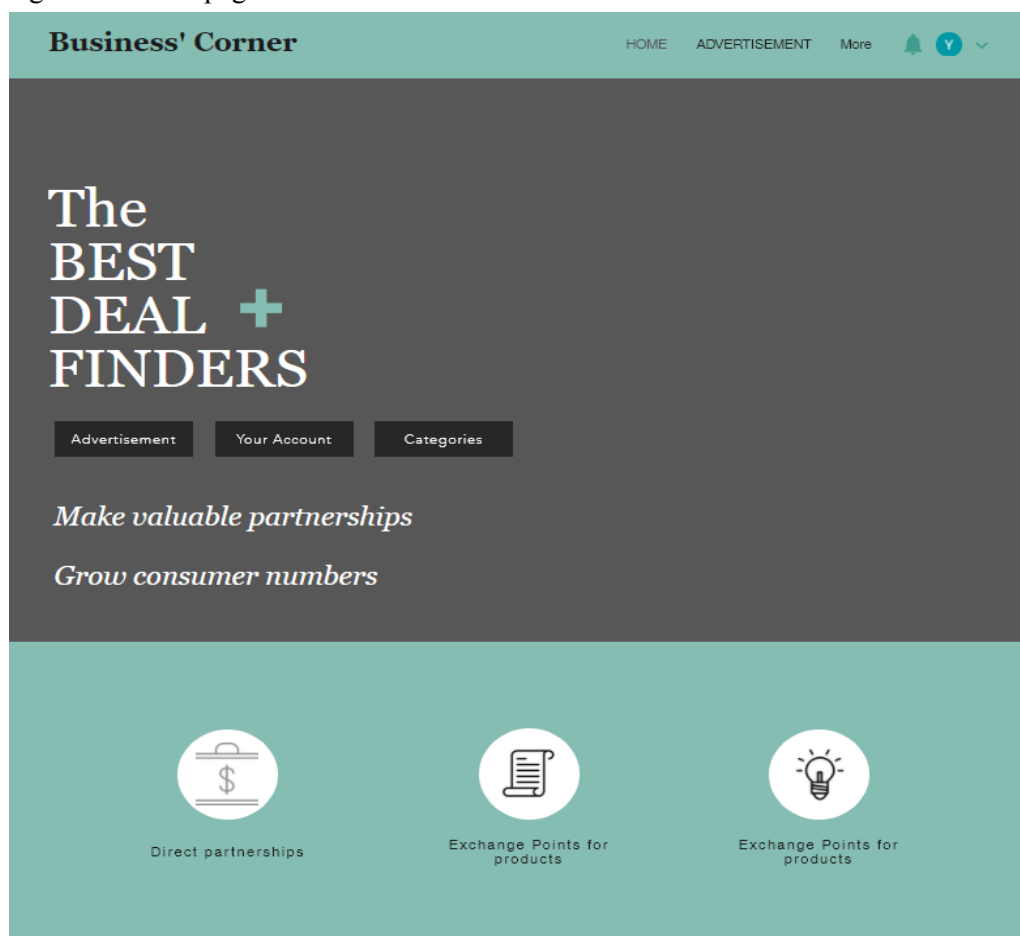 Business' Corner
HOME ADVERTISEMENT More Y
The
BEST
DEAL +
FINDERS
Advertisement Your Account Categories
Make valuable partnerships
Grow consumer numbers
$
Direct partnerships
Exchange Points for
products
Exchange Points for
products